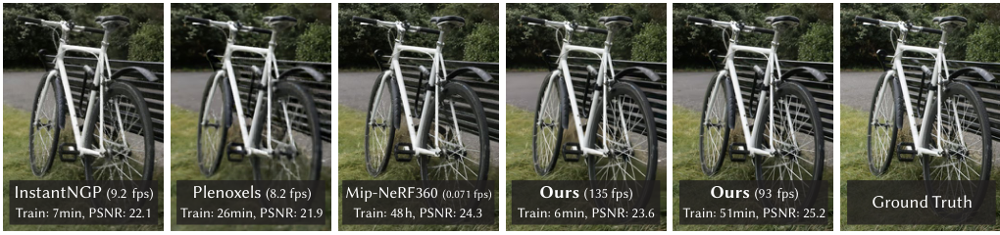 InstantNGP (9.2 fps)
Train: 7min, PSNR: 22.1
Plenoxels (8.2 fps)
Train: 26min, PSNR: 21.9
Mip-NeRF360 (0.071 fps)
Train: 48h, PSNR: 24.3
Ours (135 fps)
Train: 6min, PSNR: 23.6
Ours (93 fps)
Train: 51min, PSNR: 25.2
Ground Truth